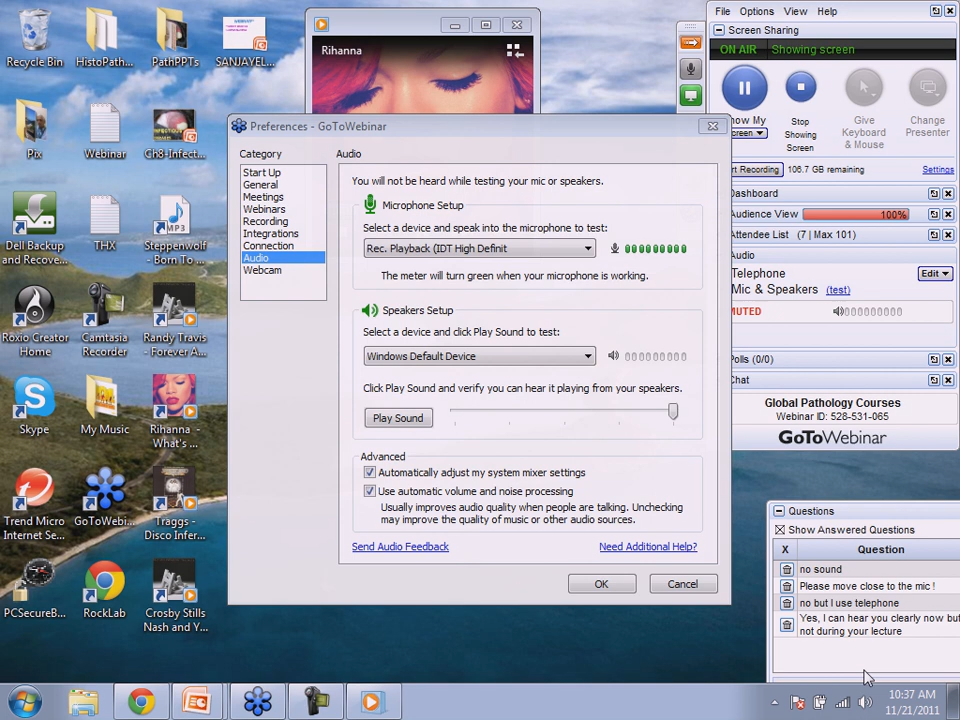 Recycle Bin
HistoPath...
PathPPTs
SANJAYEL...
Pix
Webinar
Ch8-Infect...
Dell Backup
and Recove...
THX
Steppenwolf
- Born To ...
Roxio Creator
Home
Camtasia
Recorder
Randy Travis
- Forever A...
Skype
My Music
Rihanna -
What's ...
Trend Micro
Internet Se...
GoToWebi...
Traggs -
Disco Infer...
PCSecureB...
RockLab
Crosby Stills
Nash and Y...
Rihanna
Preferences - GoToWebinar
Category
Start Up
General
Meetings
Webinars
Recording
Integrations
Connection
Audio
Webcam
Audio
You will not be heard while testing your mic or speakers.
Microphone Setup
Select a device and speak into the microphone to test:
Rec. Playback (IDT High Definit
The meter will turn green when your microphone is working.
Speakers Setup
Select a device and click Play Sound to test:
Windows Default Device
Click Play Sound and verify you can hear it playing from your speakers.
Play Sound
Advanced
Automatically adjust my system mixer settings
Use automatic volume and noise processing
Usually improves audio quality when people are talking. Unchecking
may improve the quality of music or other audio sources.
Send Audio Feedback
Need Additional Help?
OK
Cancel
File Options View Help
Screen Sharing
ON AIR Showing screen
how My
creen
Stop
Showing
Screen
Give
Keyboard
& Mouse
Change
Presenter
rt Recording 106.7 GB remaining Settings
Dashboard
Audience View 100%
Attendee List (7 | Max 101)
Audio
Telephone
Edit
Mic & Speakers (test)
MUTED
Polls (0/0)
Chat
Global Pathology Courses
Webinar ID: 528-531-065
GoToWebinar
Questions
Show Answered Questions
X Question
no sound
Please move close to the mic !
no but I use telephone
Yes, I can hear you clearly now but
not during your lecture
10:37 AM
11/21/2011